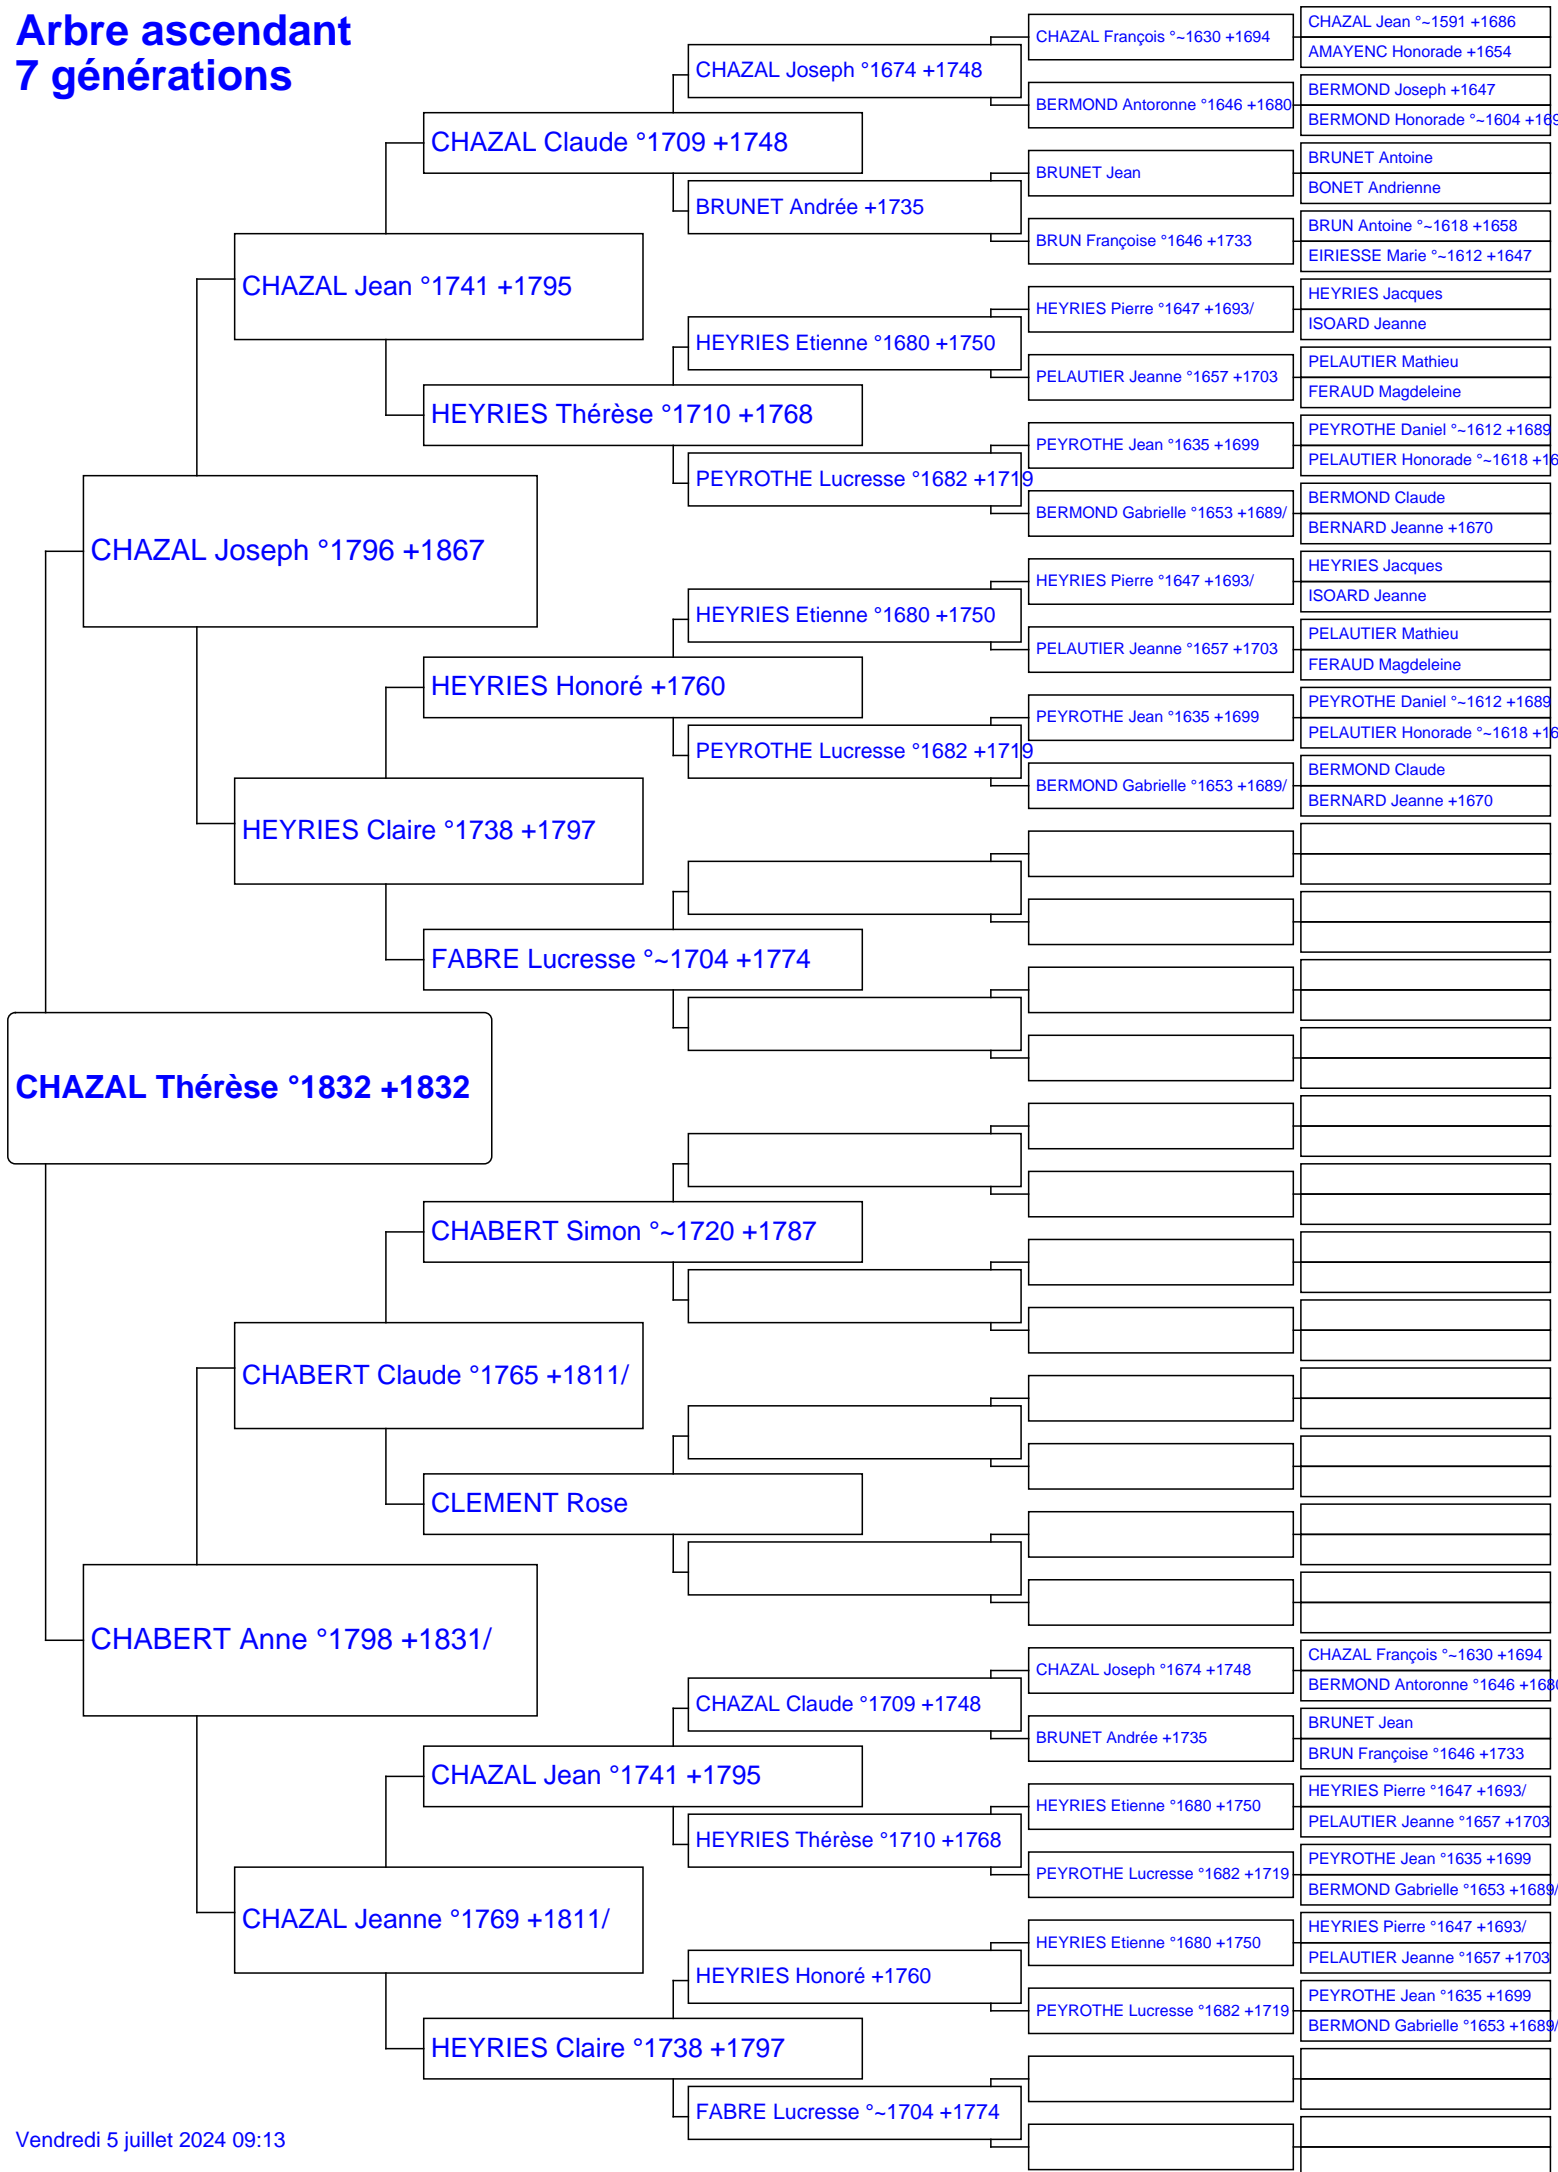 Arbre ascendant
7 générations
CHAZAL Thérèse °1832 +1832
CHAZAL Joseph °1796 +1867
CHABERT Anne °1798 +1831/
CHAZAL Jean °1741 +1795
HEYRIES Claire °1738 +1797
CHABERT Claude °1765 +1811/
CHAZAL Jeanne °1769 +1811/
CHAZAL Claude °1709 +1748
HEYRIES Thérèse °1710 +1768
HEYRIES Honoré +1760
FABRE Lucresse °~1704 +1774
CHABERT Simon °~1720 +1787
CLEMENT Rose
CHAZAL Jean °1741 +1795
HEYRIES Claire °1738 +1797
CHAZAL Joseph °1674 +1748
BRUNET Andrée +1735
HEYRIES Etienne °1680 +1750
PEYROTHE Lucresse °1682 +1719
HEYRIES Etienne °1680 +1750
PEYROTHE Lucresse °1682 +1719
CHAZAL Claude °1709 +1748
HEYRIES Thérèse °1710 +1768
HEYRIES Honoré +1760
FABRE Lucresse °~1704 +1774
CHAZAL François °~1630 +1694
BERMOND Antoronne °1646 +1680
BRUNET Jean
BRUN Françoise °1646 +1733
HEYRIES Pierre °1647 +1693/
PELAUTIER Jeanne °1657 +1703
PEYROTHE Jean °1635 +1699
BERMOND Gabrielle °1653 +1689/
HEYRIES Pierre °1647 +1693/
PELAUTIER Jeanne °1657 +1703
PEYROTHE Jean °1635 +1699
BERMOND Gabrielle °1653 +1689/
CHAZAL Joseph °1674 +1748
BRUNET Andrée +1735
HEYRIES Etienne °1680 +1750
PEYROTHE Lucresse °1682 +1719
HEYRIES Etienne °1680 +1750
PEYROTHE Lucresse °1682 +1719
CHAZAL Jean °~1591 +1686
AMAYENC Honorade +1654
BERMOND Joseph +1647
BERMOND Honorade °~1604 +169
BRUNET Antoine
BONET Andrienne
BRUN Antoine °~1618 +1658
EIRIESSE Marie °~1612 +1647
HEYRIES Jacques
ISOARD Jeanne
PELAUTIER Mathieu
FERAUD Magdeleine
PEYROTHE Daniel °~1612 +1689
PELAUTIER Honorade °~1618 +16
BERMOND Claude
BERNARD Jeanne +1670
HEYRIES Jacques
ISOARD Jeanne
PELAUTIER Mathieu
FERAUD Magdeleine
PEYROTHE Daniel °~1612 +1689
PELAUTIER Honorade °~1618 +16
BERMOND Claude
BERNARD Jeanne +1670
CHAZAL François °~1630 +1694
BERMOND Antoronne °1646 +1680
BRUNET Jean
BRUN Françoise °1646 +1733
HEYRIES Pierre °1647 +1693/
PELAUTIER Jeanne °1657 +1703
PEYROTHE Jean °1635 +1699
BERMOND Gabrielle °1653 +1689/
HEYRIES Pierre °1647 +1693/
PELAUTIER Jeanne °1657 +1703
PEYROTHE Jean °1635 +1699
BERMOND Gabrielle °1653 +1689/
Vendredi 5 juillet 2024 09:13